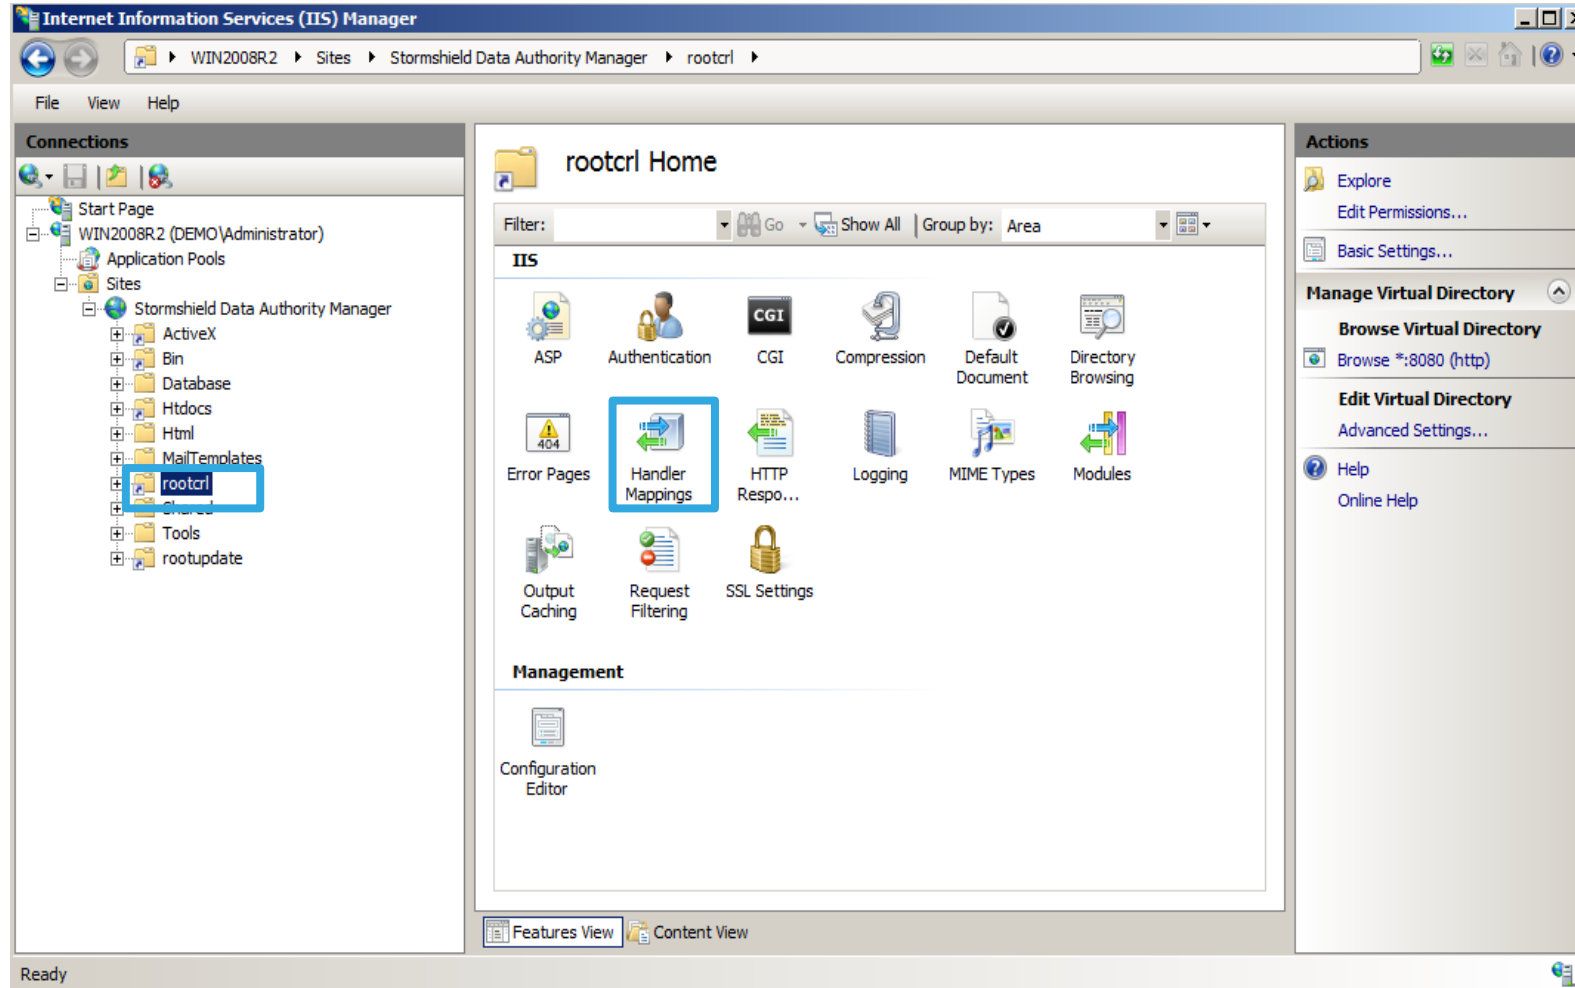 Internet Information Services (IIS) Manager
WIN2008R2 Sites Stormshield Data Authority Manager rootcrl
File View Help
Connections
Start Page
WIN2008R2 (DEMO\Administrator)
Application Pools
Sites
Stormshield Data Authority Manager
ActiveX
Bin
Database
Htdocs
Html
MailTemplates
rootcrl
Shared
Tools
rootupdate
rootcrl Home
Filter: Go Show All Group by: Area
IIS
ASP
Authentication
CGI
CGI
Compression
Default
Document
Directory
Browsing
404
Error Pages
Handler
Mappings
HTTP
Respo...
Logging
MIME Types
Modules
Output
Caching
Request
Filtering
SSL Settings
Management
Configuration
Editor
Features View Content View
Actions
Explore
Edit Permissions...
Basic Settings...
Manage Virtual Directory
Browse Virtual Directory
Browse *:8080 (http)
Edit Virtual Directory
Advanced Settings...
Help
Online Help
Ready